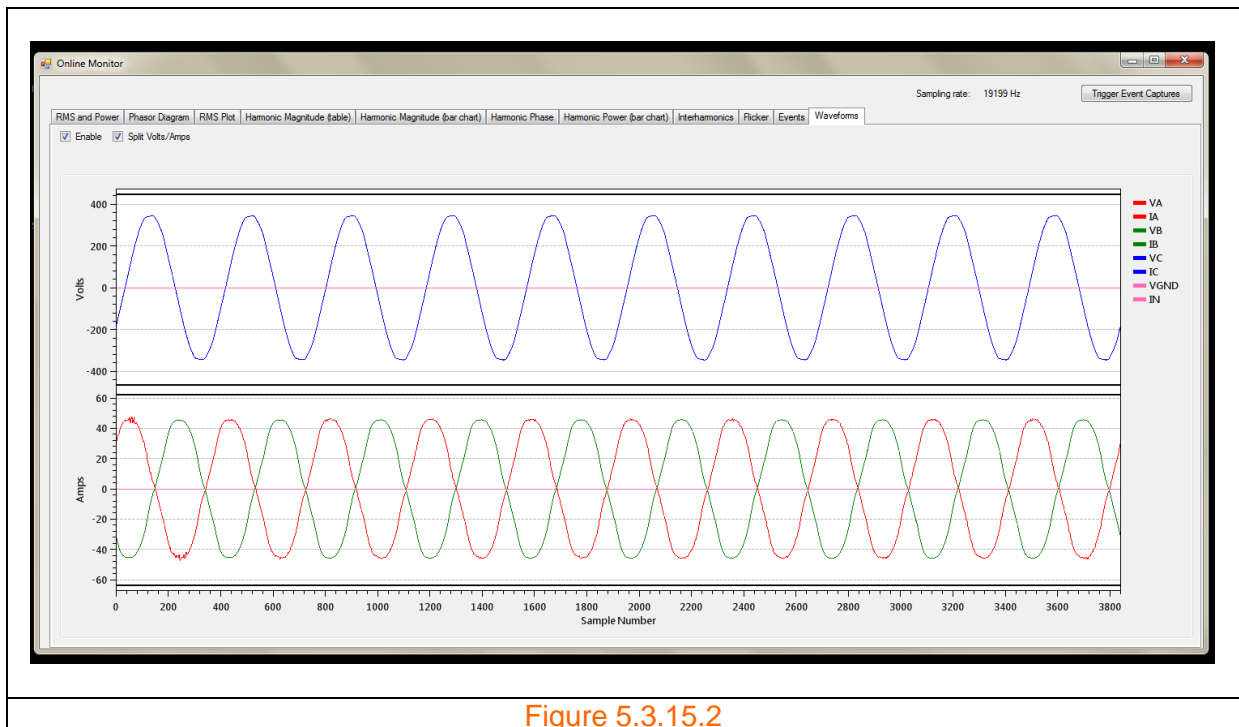 Online Monitor
Sampling rate: 19199 Hz
Trigger Event Captures
RMS and Power Phasor Diagram RMS Plot Harmonic Magnitude (table) Harmonic Magnitude (bar chart) Harmonic Phase Harmonic Power (bar chart) Interharmonics Flicker Events Waveforms
Enable Split Volts/Amps
Volts
400
200
0
-200
-400
Amps
60
40
20
0
-20
-40
-60
0 200 400 600 800 1000 1200 1400 1600 1800 2000 2200 2400 2600 2800 3000 3200 3400 3600 3800
Sample Number
VA
IA
VB
IB
VC
IC
VGND
IN
Figure 5.3.15.2